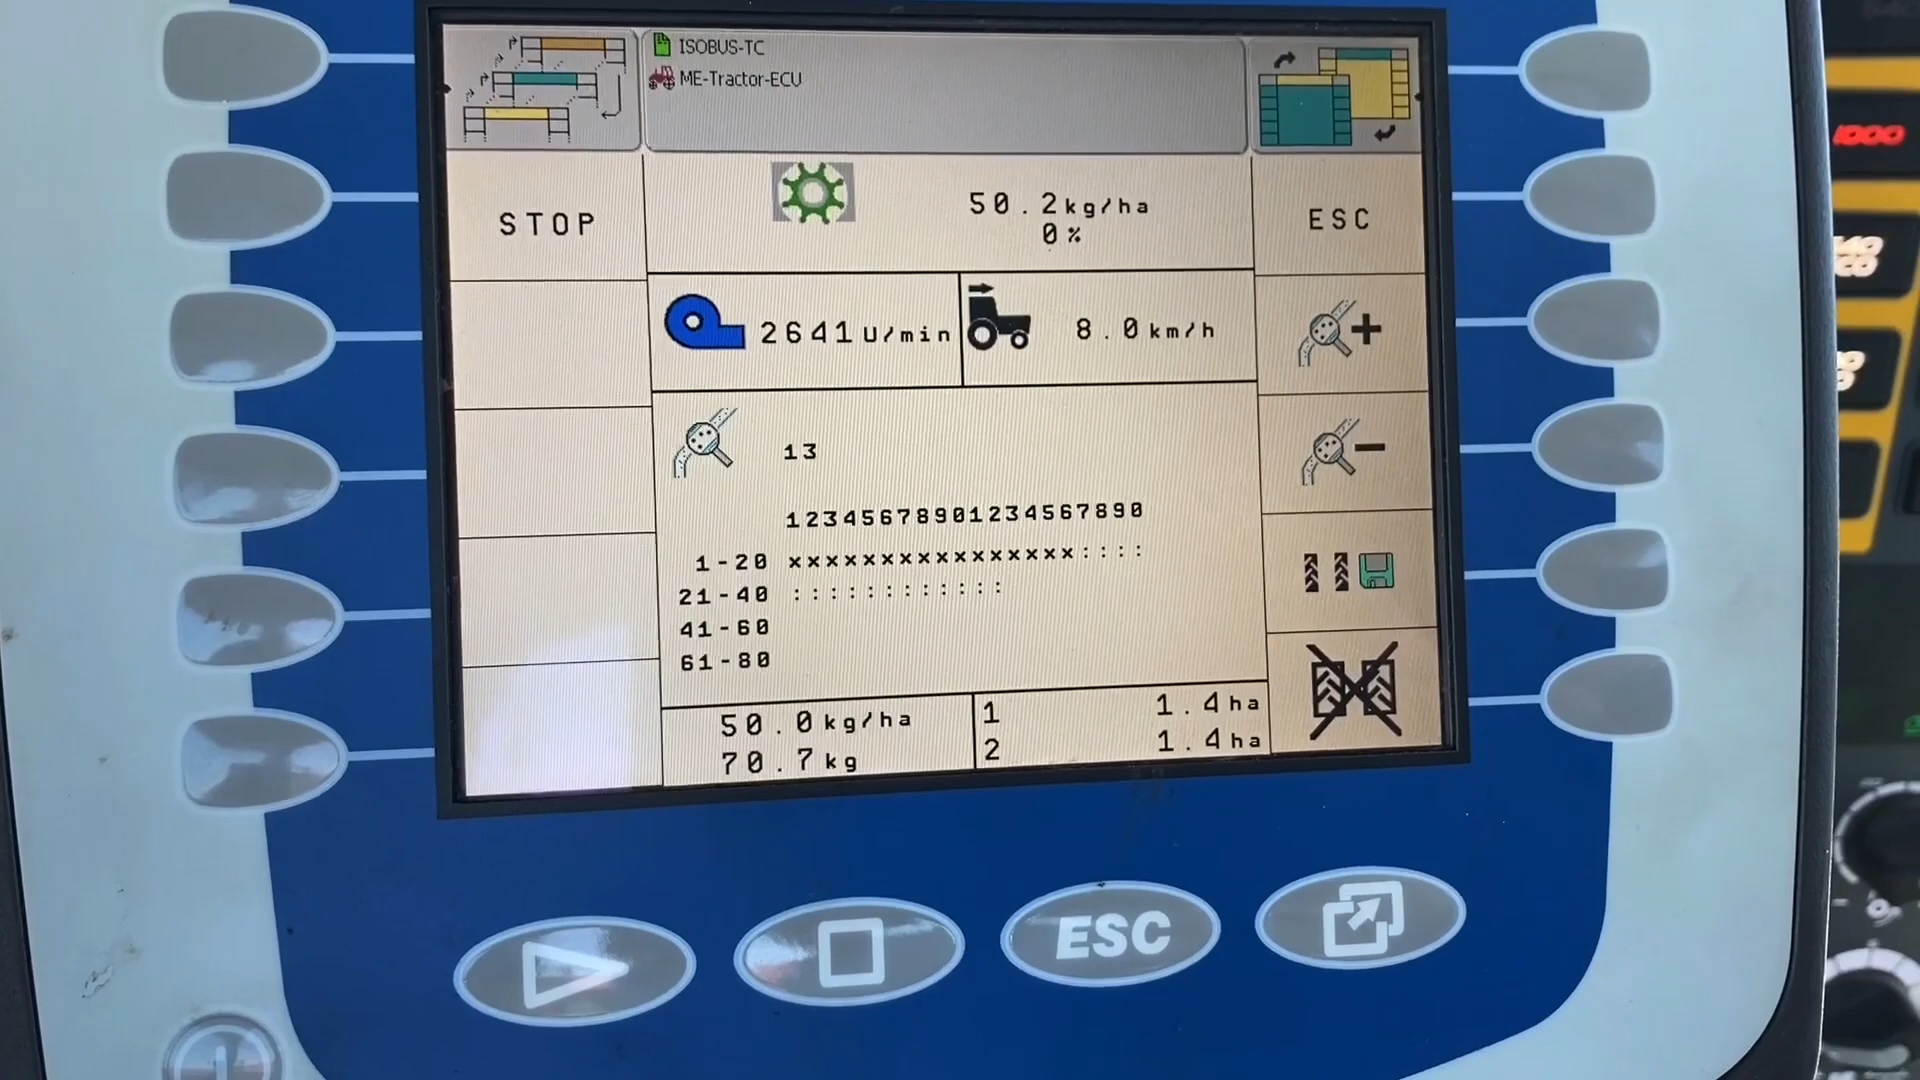 ISOBUS-TC
ME-Tractor-ECU
STOP
50.2kg/ha
0%
ESC
2641U/min
8.0km/h
13
12345678901234567890
1-20 xxxxxxxxxxxxxxxx::::
21-40 ::::::::::::
41-60
61-80
50.0kg/ha
70.7kg
1 1.4ha
2 1.4ha
ESC
1000